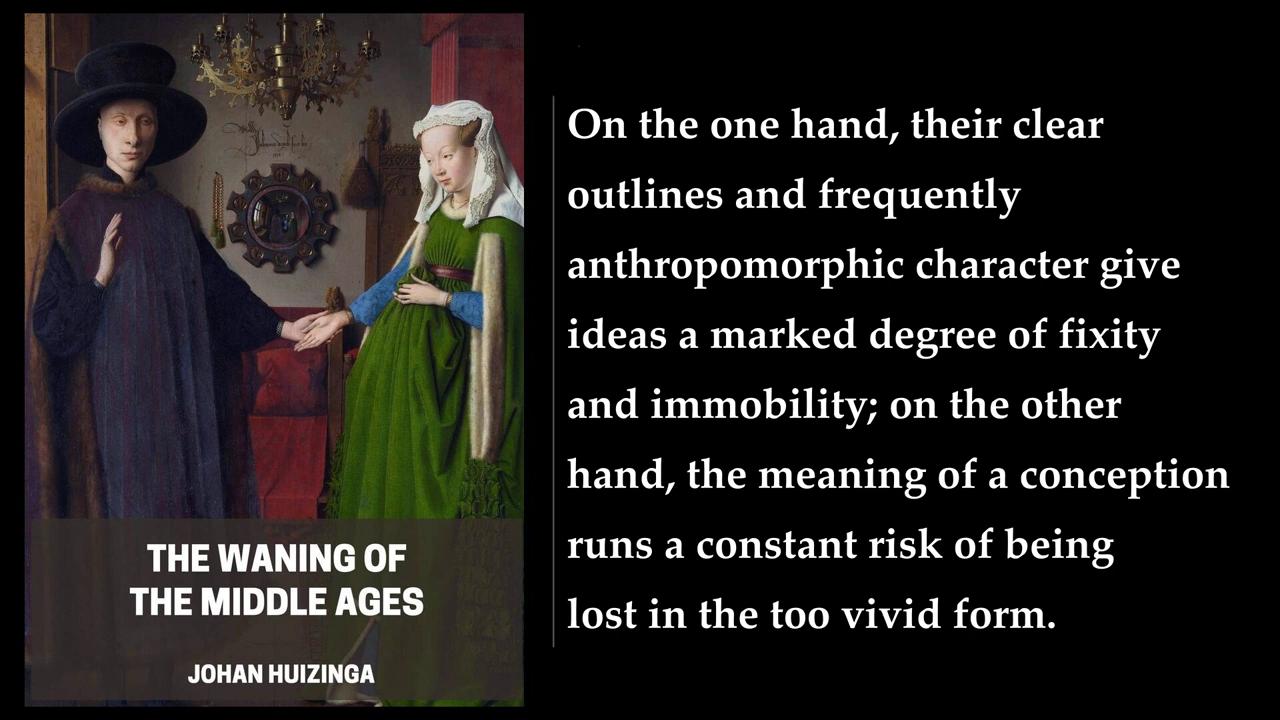 THE WANING OF
THE MIDDLE AGES
JOHAN HUIZINGA
On the one hand, their clear
outlines and frequently
anthropomorphic character give
ideas a marked degree of fixity
and immobility; on the other
hand, the meaning of a conception
runs a constant risk of being
lost in the too vivid form.